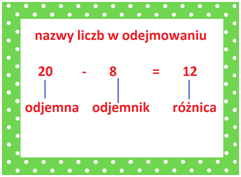 nazwy liczb w odejmowaniu
20 - 8 = 12
odjemna odjemnik różnica